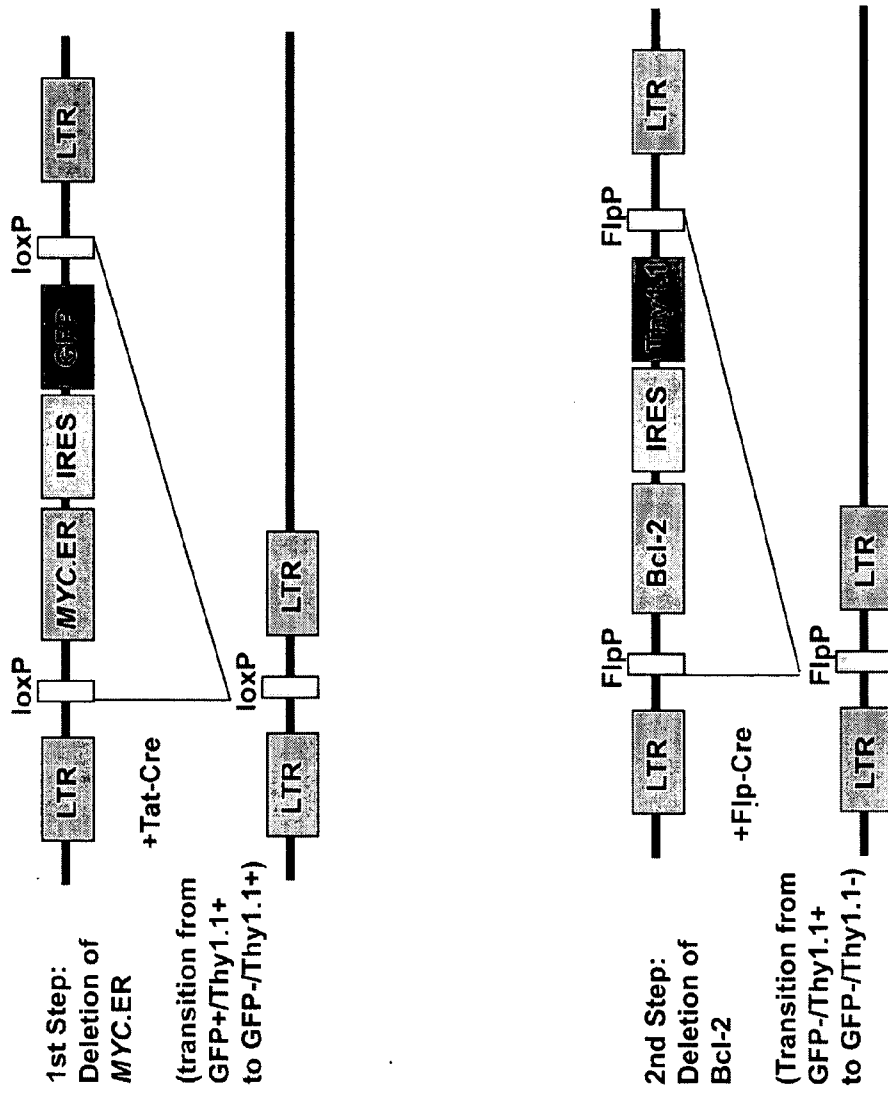 1st Step:
Deletion of
MYC.ER
(transition from
GFP+/Thy1.1+
to GFP-/Thy1.1+)
loxP
loxP
LTR
MYC.ER
IRES
GFP
LTR
+Tat-Cre
loxP
LTR
LTR
2nd Step:
Deletion of
Bcl-2
(Transition from
GFP-/Thy1.1+
to GFP-/Thy1.1-)
FlpP
FlpP
LTR
Bcl-2
IRES
Thy1.1
LTR
+Flp-Cre
FlpP
LTR
LTR